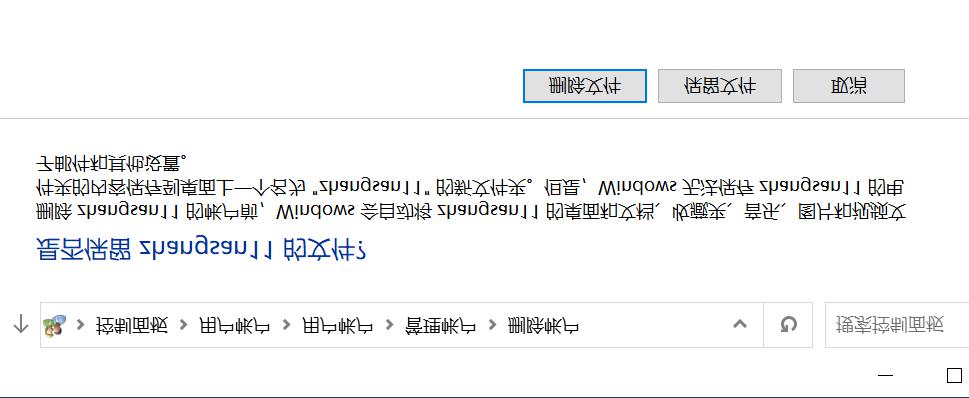 控制面板 > 用户帐户 > 用户帐户 > 管理帐户 > 删除帐户
搜索控制面板
是否保留 zhangsan11 的文件?
删除 zhangsan11 的帐户前，Windows 会自动将 zhangsan11 的桌面和文档、收藏夹、音乐、图片和视频文
件夹的内容保存到桌面上一个名为 "zhangsan11" 的新文件夹。但是，Windows 无法保存 zhangsan11 的电
子邮件和其他设置。
删除文件
保留文件
取消